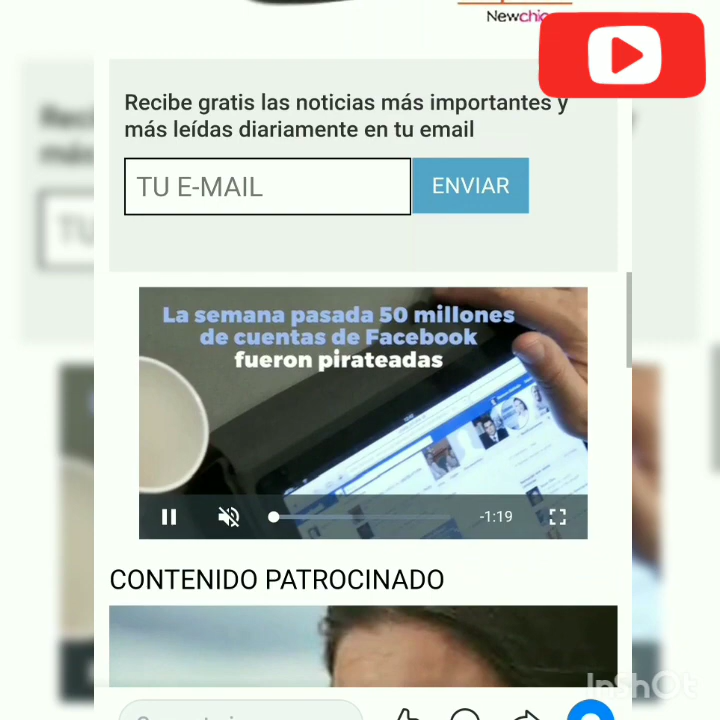 Newchic
Recibe gratis las noticias más importantes y
más leídas diariamente en tu email
TU E-MAIL
ENVIAR
La semana pasada 50 millones
de cuentas de Facebook
fueron pirateadas
-1:19
CONTENIDO PATROCINADO
InShOt